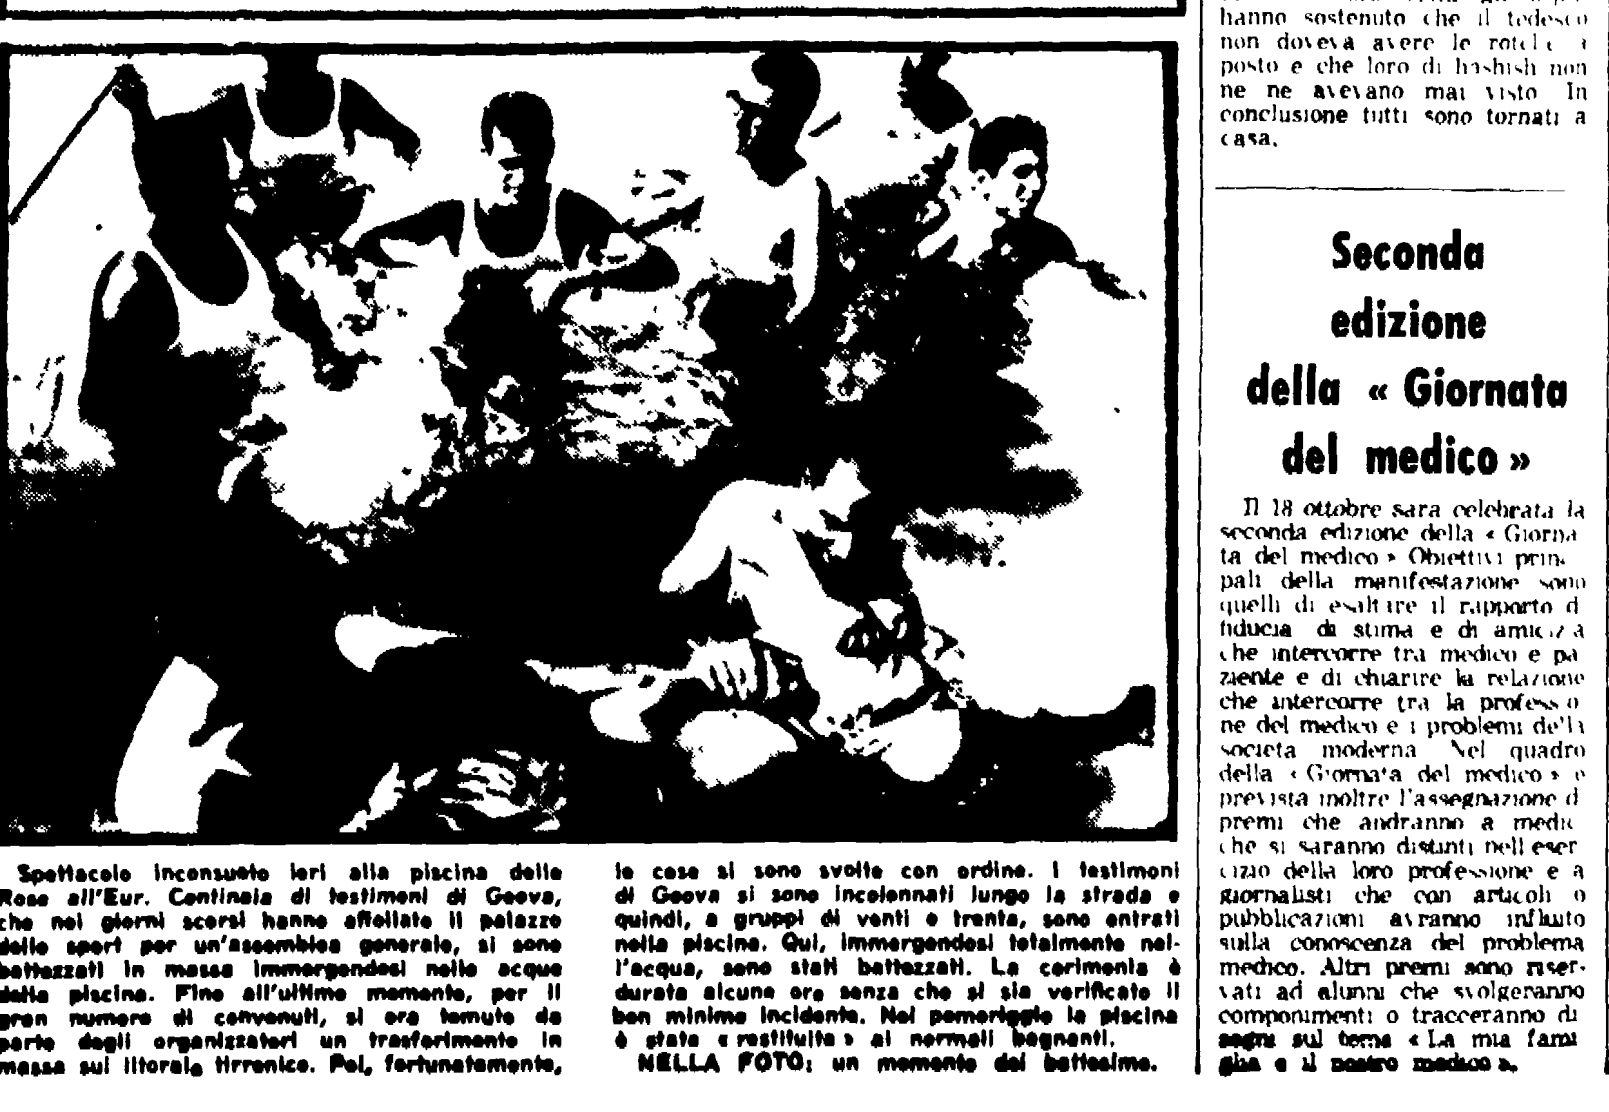 Spettacolo inconsueto ieri alla piscina delle
Rose all'Eur. Centinaia di testimoni di Geova,
che nei giorni scorsi hanno affollato il palazzo
dello sport per un'assemblea generale, si sono
battezzati in massa immergendosi nelle acque
della piscina. Fino all'ultimo momento, per il
gran numero di convenuti, si era temuto da
parte degli organizzatori un trasferimento in
massa sul litorale tirrenico. Poi, fortunatamente,
le cose si sono svolte con ordine. I testimoni
di Geova si sono incolonnati lungo la strada e
quindi, a gruppi di venti e trenta, sono entrati
nella piscina. Qui, immergendosi totalmente nel-
l'acqua, sono stati battezzati. La cerimonia è
durata alcune ore senza che si sia verificato il
ben minimo incidente. Nel pomeriggio la piscina
è stata « restituita » ai normali bagnanti.
NELLA FOTO: un momento del battesimo.
hanno sostenuto che il tedesco
non doveva avere le rotelle a
posto e che loro di hashish non
ne ne avevano mai visto In
conclusione tutti sono tornati a
casa.
Seconda
edizione
della « Giornata
del medico »
Il 18 ottobre sara celebrata la
seconda edizione della « Giorna
ta del medico » Obiettivi princi
pali della manifestazione sono
quelli di esaltare il rapporto di
fiducia di stima e di amicizia
che intercorre tra medico e pa
ziente e di chiarire la relazione
che intercorre tra la professio
ne del medico e i problemi della
societa moderna Nel quadro
della « Giornata del medico » e
prevista inoltre l'assegnazione di
premi che andranno a medici
che si saranno distinti nell eser
cizio della loro professione e a
giornalisti che con articoli o
pubblicazioni avranno influito
sulla conoscenza del problema
medico. Altri premi sono riser-
vati ad alunni che svolgeranno
componimenti o tracceranno di
segni sul tema « La mia fami
glia e il nostro medico ».